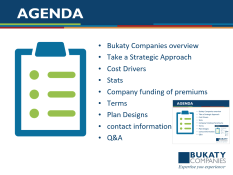 AGENDA
• Bukaty Companies overview
• Take a Strategic Approach
• Cost Drivers
• Stats
• Company funding of premiums
• Terms
• Plan Designs
• contact information
• Q&A
AGENDA
BUKATY
COMPANIES
Expertise you experience